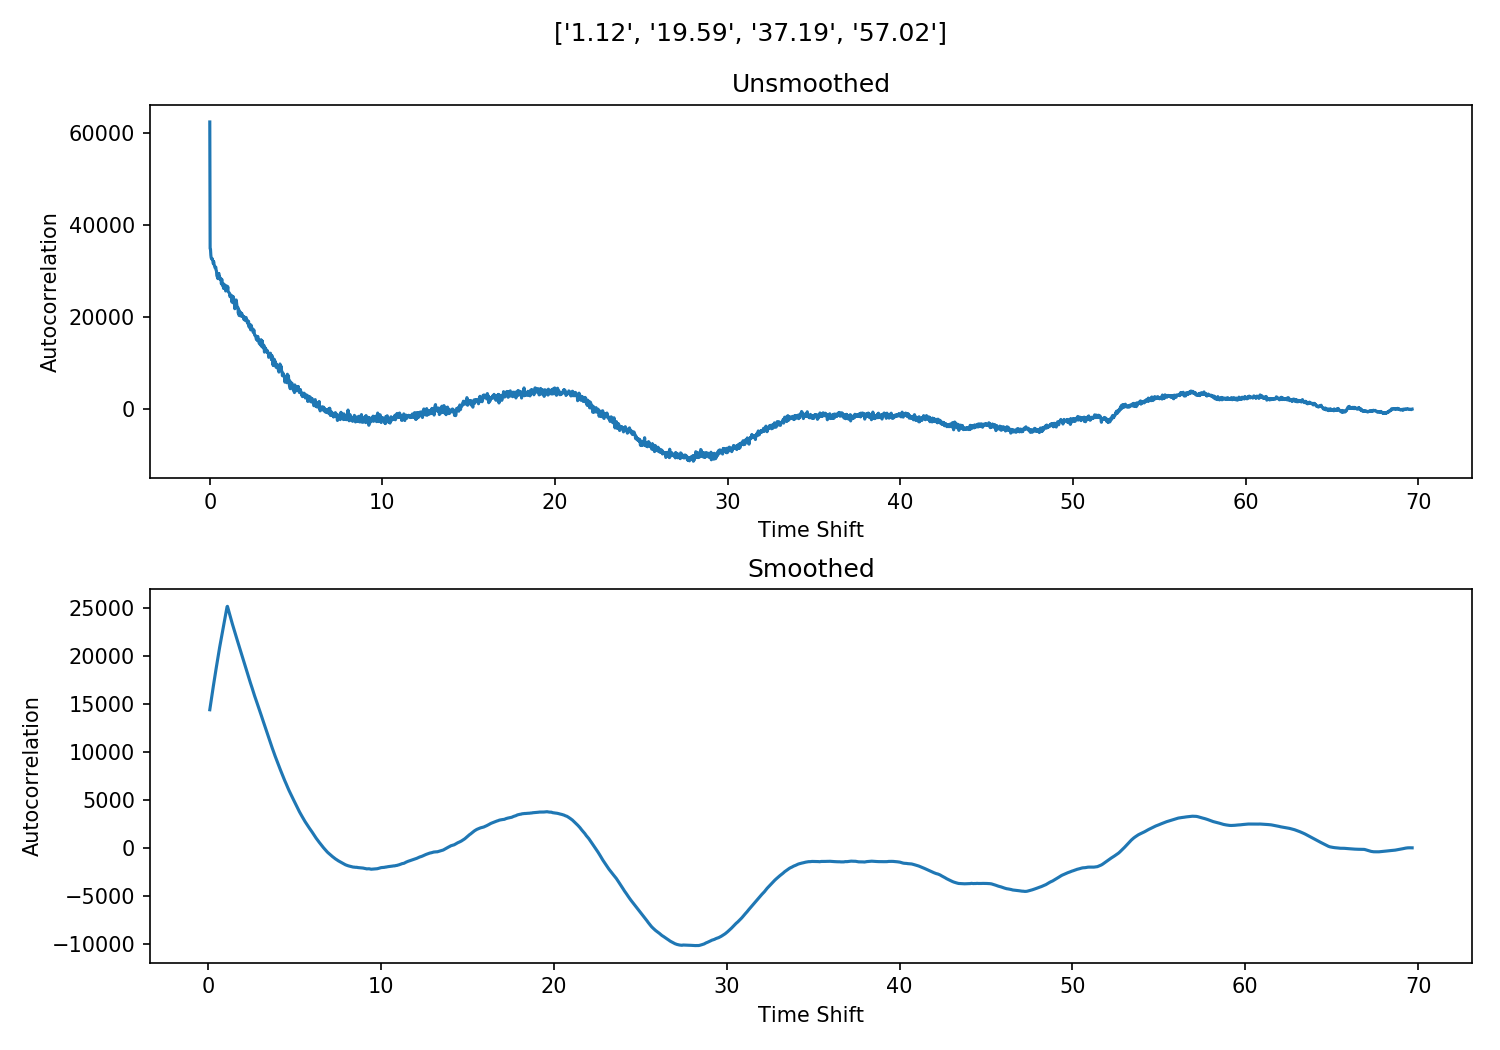 ['1.12', '19.59', '37.19', '57.02']
Unsmoothed
60000
40000
20000
0
Autocorrelation
0 10 20 30 40 50 60 70
Time Shift
Smoothed
25000
20000
15000
10000
5000
0
−5000
−10000
Autocorrelation
0 10 20 30 40 50 60 70
Time Shift